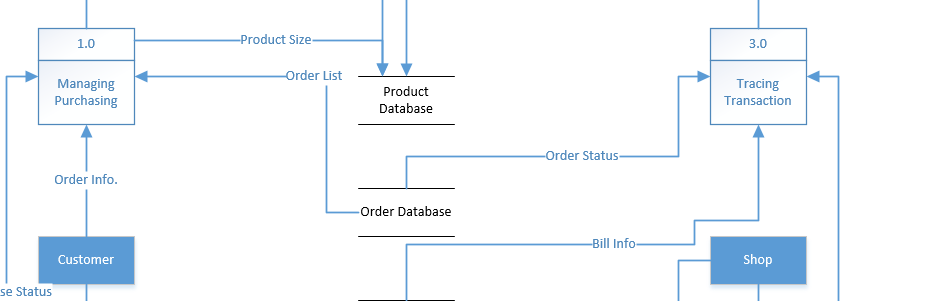 1.0
Product Size
3.0
Order List
Managing
Purchasing
Product
Database
Tracing
Transaction
Order Status
Order Info.
Order Database
Bill Info
Customer
Shop
Status